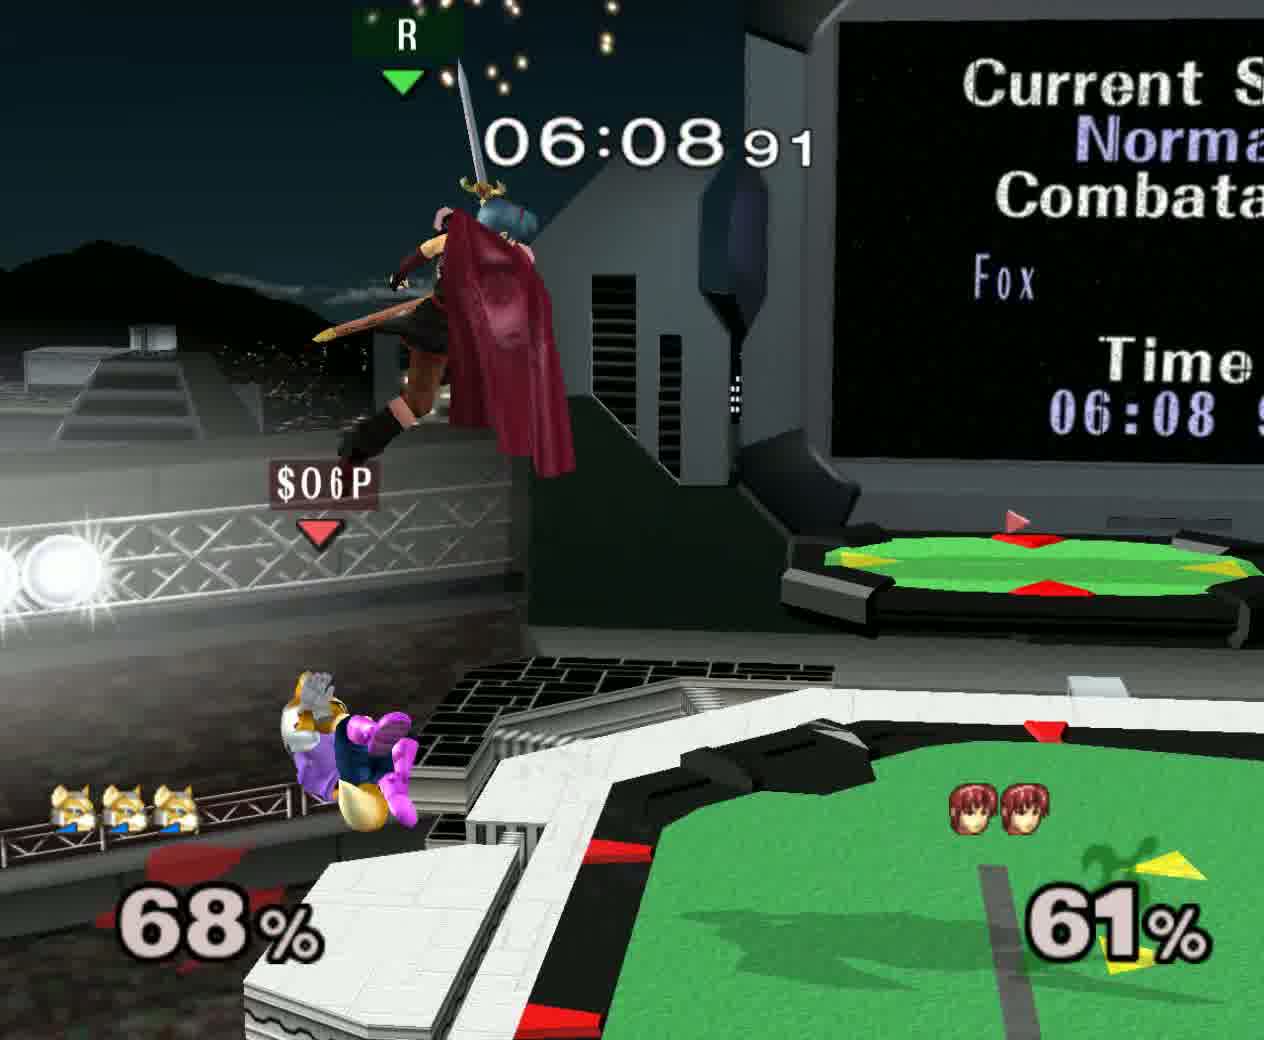 R
06:08 91
Current S
Norma
Combata
Fox
Time
06:08
$06P
68%
61%